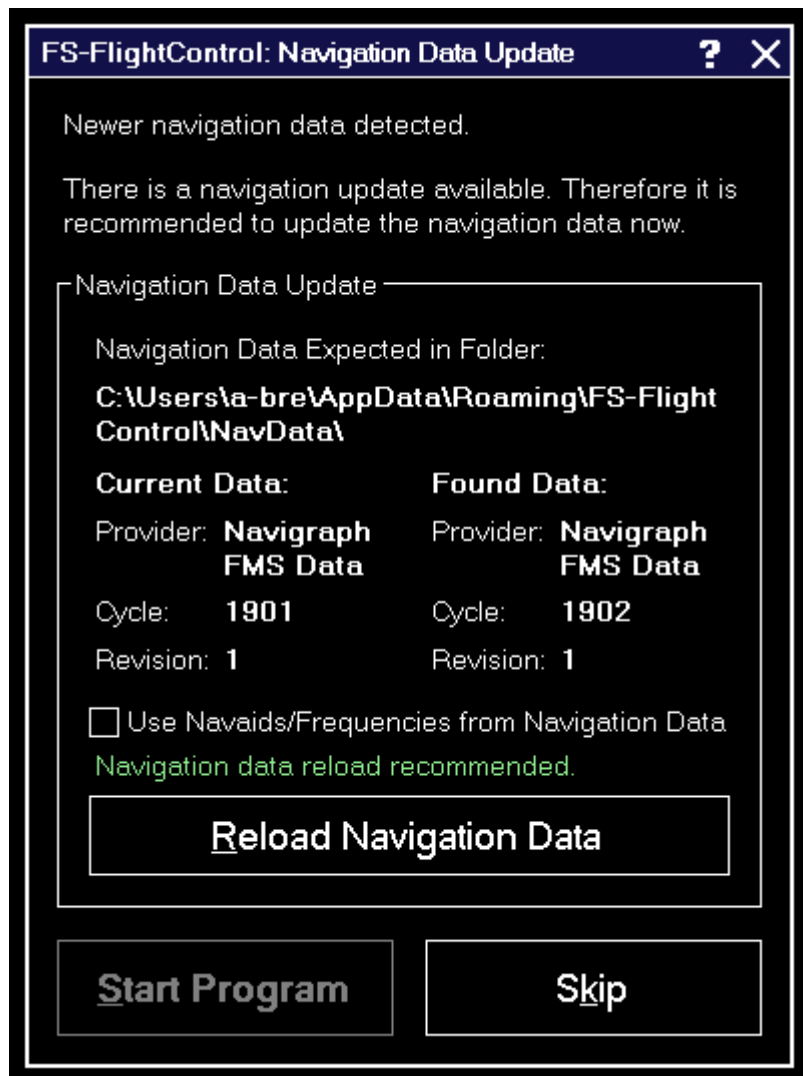 FS-FlightControl: Navigation Data Update ? X
Newer navigation data detected.
There is a navigation update available. Therefore it is
recommended to update the navigation data now.
Navigation Data Update
Navigation Data Expected in Folder:
C:\Users\a-bre\AppData\Roaming\FS-Flight
Control\NavData\
Current Data: Found Data:
Provider: Navigraph Provider: Navigraph
FMS Data FMS Data
Cycle: 1901 Cycle: 1902
Revision: 1 Revision: 1
Use Navaids/Frequencies from Navigation Data
Navigation data reload recommended.
Reload Navigation Data
Start Program Skip